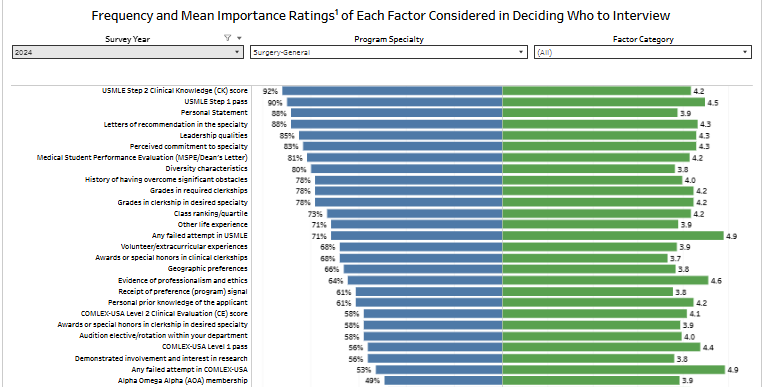 Frequency and Mean Importance Ratings¹ of Each Factor Considered in Deciding Who to Interview
Survey Year Program Specialty Factor Category
2024 Surgery-General (All)
USMLE Step 2 Clinical Knowledge (CK) score 92% 4.2
USMLE Step 1 pass 90% 4.5
Personal Statement 88% 3.9
Letters of recommendation in the specialty 88% 4.3
Leadership qualities 85% 4.3
Perceived commitment to specialty 83% 4.3
Medical Student Performance Evaluation (MSPE/Dean's Letter) 81% 4.2
Diversity characteristics 80% 3.8
History of having overcome significant obstacles 78% 4.0
Grades in required clerkships 78% 4.2
Grades in clerkship in desired specialty 78% 4.2
Class ranking/quartile 73% 4.2
Other life experience 71% 3.9
Any failed attempt in USMLE 71% 4.9
Volunteer/extracurricular experiences 68% 3.9
Awards or special honors in clinical clerkships 68% 3.7
Geographic preferences 66% 3.8
Evidence of professionalism and ethics 64% 4.6
Receipt of preference (program) signal 61% 3.8
Personal prior knowledge of the applicant 61% 4.2
COMLEX-USA Level 2 Clinical Evaluation (CE) score 58% 4.1
Awards or special honors in clerkship in desired specialty 58% 3.9
Audition elective/rotation within your department 58% 4.0
COMLEX-USA Level 1 pass 56% 4.4
Demonstrated involvement and interest in research 56% 3.8
Any failed attempt in COMLEX-USA 53% 4.9
Alpha Omega Alpha (AOA) membership 49% 3.9